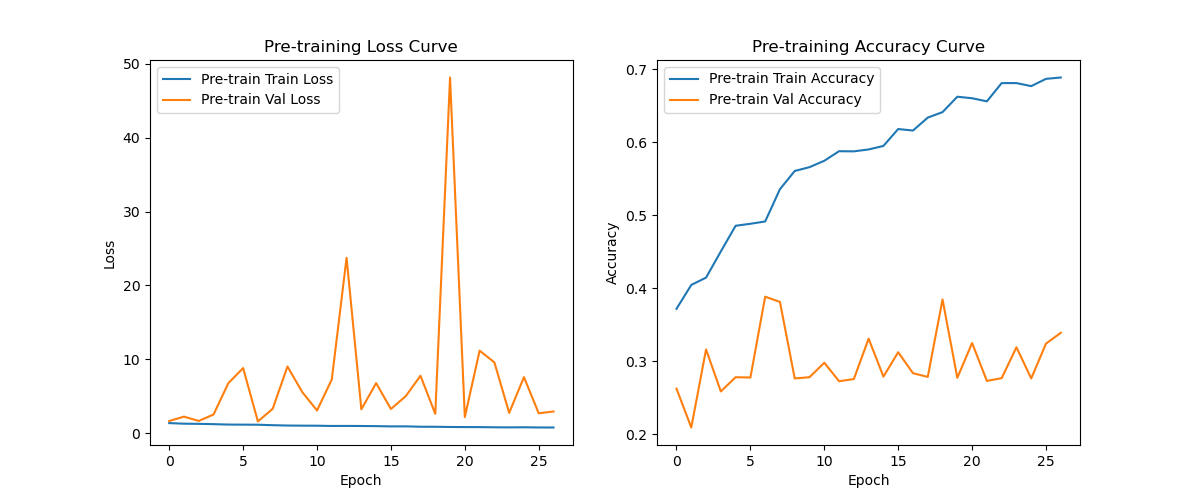 Pre-training Loss Curve
Pre-train Train Loss
Pre-train Val Loss
50
40
30
20
10
0
Loss
0 5 10 15 20 25
Epoch
Pre-training Accuracy Curve
Pre-train Train Accuracy
Pre-train Val Accuracy
0.7
0.6
0.5
0.4
0.3
0.2
Accuracy
0 5 10 15 20 25
Epoch